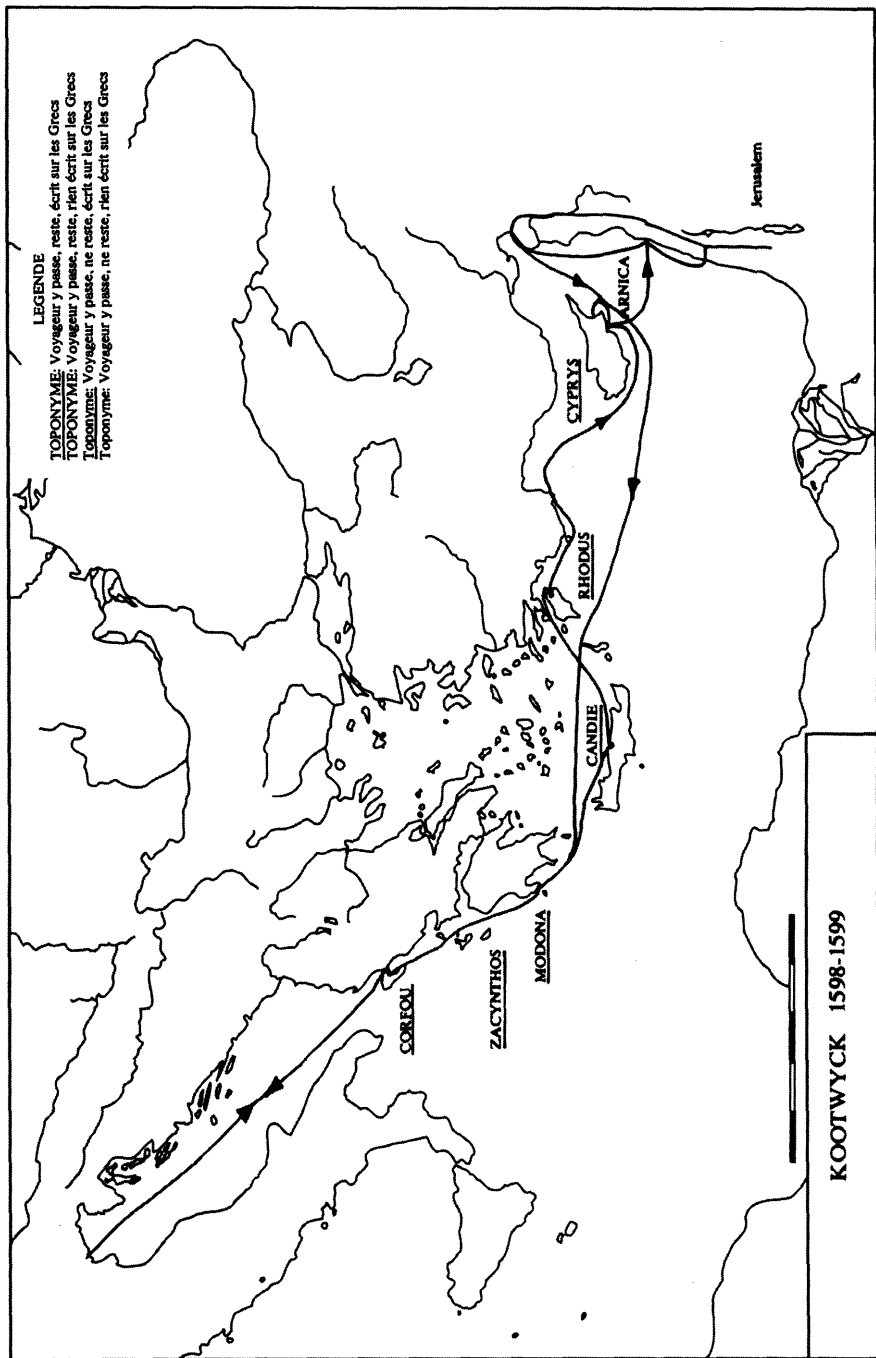 LEGENDE
TOPONYME: Voyageur y passe, reste, écrit sur les Grecs
TOPONYME: Voyageur y passe, reste, rien écrit sur les Grecs
Toponyme: Voyageur y passe, ne reste, écrit sur les Grecs
Toponyme: Voyageur y passe, ne reste, rien écrit sur les Grecs
CORFOU
ZACYNTHOS
MODONA
CANDIE
RHODUS
CYPRYS
ARNICA
Jerusalem
KOOTWYCK 1598-1599